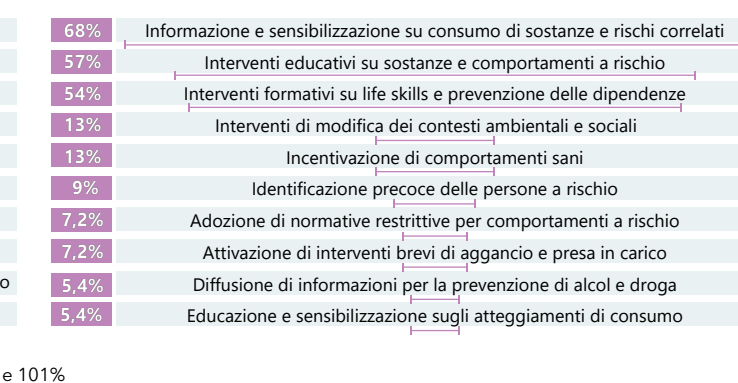 68% Informazione e sensibilizzazione su consumo di sostanze e rischi correlati
57% Interventi educativi su sostanze e comportamenti a rischio
54% Interventi formativi su life skills e prevenzione delle dipendenze
13% Interventi di modifica dei contesti ambientali e sociali
13% Incentivazione di comportamenti sani
9% Identificazione precoce delle persone a rischio
7,2% Adozione di normative restrittive per comportamenti a rischio
7,2% Attivazione di interventi brevi di aggancio e presa in carico
o 5,4% Diffusione di informazioni per la prevenzione di alcol e droga
5,4% Educazione e sensibilizzazione sugli atteggiamenti di consumo
e 101%